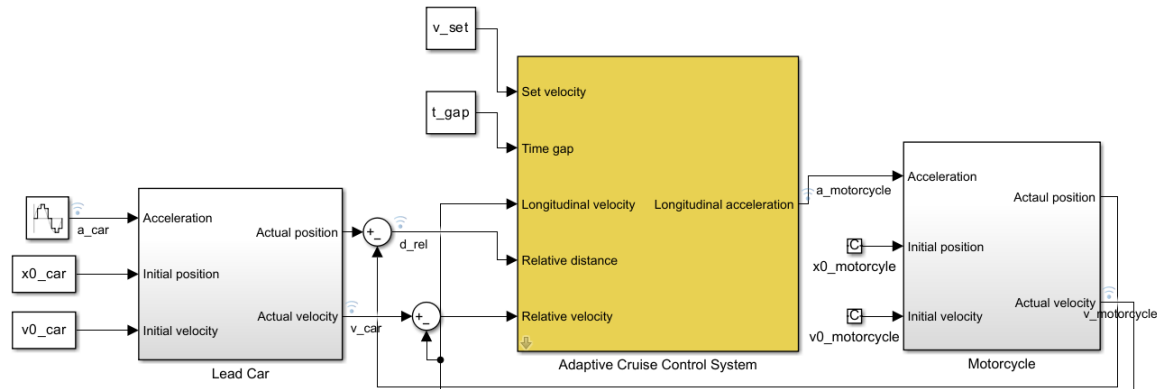 v_set
t_gap
Set velocity
Time gap
Longitudinal velocity
Longitudinal acceleration
Relative distance
Relative velocity
Adaptive Cruise Control System
a_car
x0_car
v0_car
Acceleration
Initial position
Initial velocity
Actual position
Actual velocity
Lead Car
d_rel
v_car
+
_
+
_
a_motorcycle
C
x0_motorcyle
C
v0_motorcycle
Acceleration
Initial position
Initial velocity
Actaul position
Actual velocity
v_motorcycle
Motorcycle